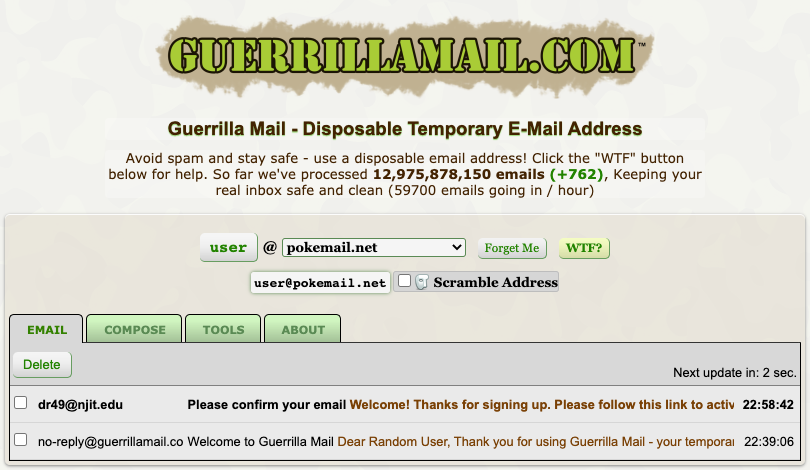 GUERRILLAMAIL.COM™
Guerrilla Mail - Disposable Temporary E-Mail Address
Avoid spam and stay safe - use a disposable email address! Click the "WTF" button
below for help. So far we've processed 12,975,878,150 emails (+762), Keeping your
real inbox safe and clean (59700 emails going in / hour)
user @ pokemail.net Forget Me WTF?
user@pokemail.net Scramble Address
EMAIL COMPOSE TOOLS ABOUT
Delete
Next update in: 2 sec.
dr49@njit.edu Please confirm your email Welcome! Thanks for signing up. Please follow this link to activ 22:58:42
no-reply@guerrillamail.co Welcome to Guerrilla Mail Dear Random User, Thank you for using Guerrilla Mail - your temporar 22:39:06